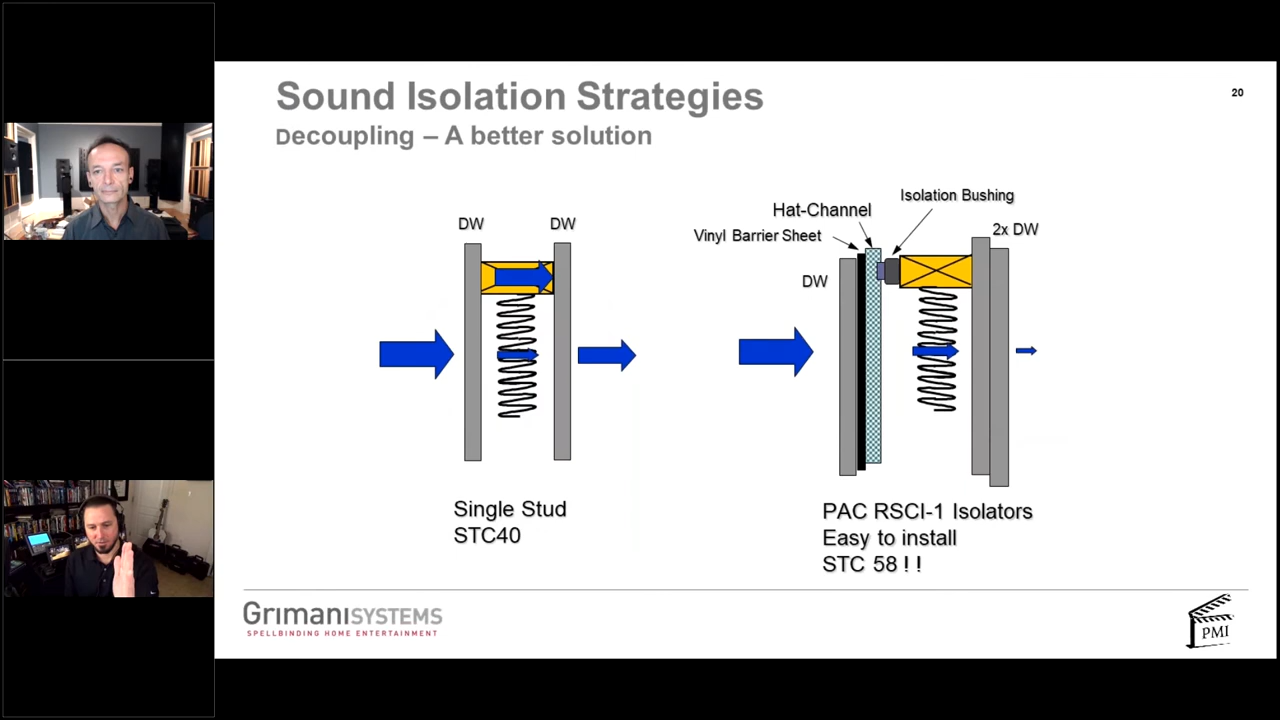 Sound Isolation Strategies
20
Decoupling – A better solution
DW
DW
Isolation Bushing
Hat-Channel
Vinyl Barrier Sheet
2x DW
DW
Single Stud
STC40
PAC RSCI-1 Isolators
Easy to install
STC 58 ! !
GrimaniSYSTEMS
SPELLBINDING HOME ENTERTAINMENT
PMI